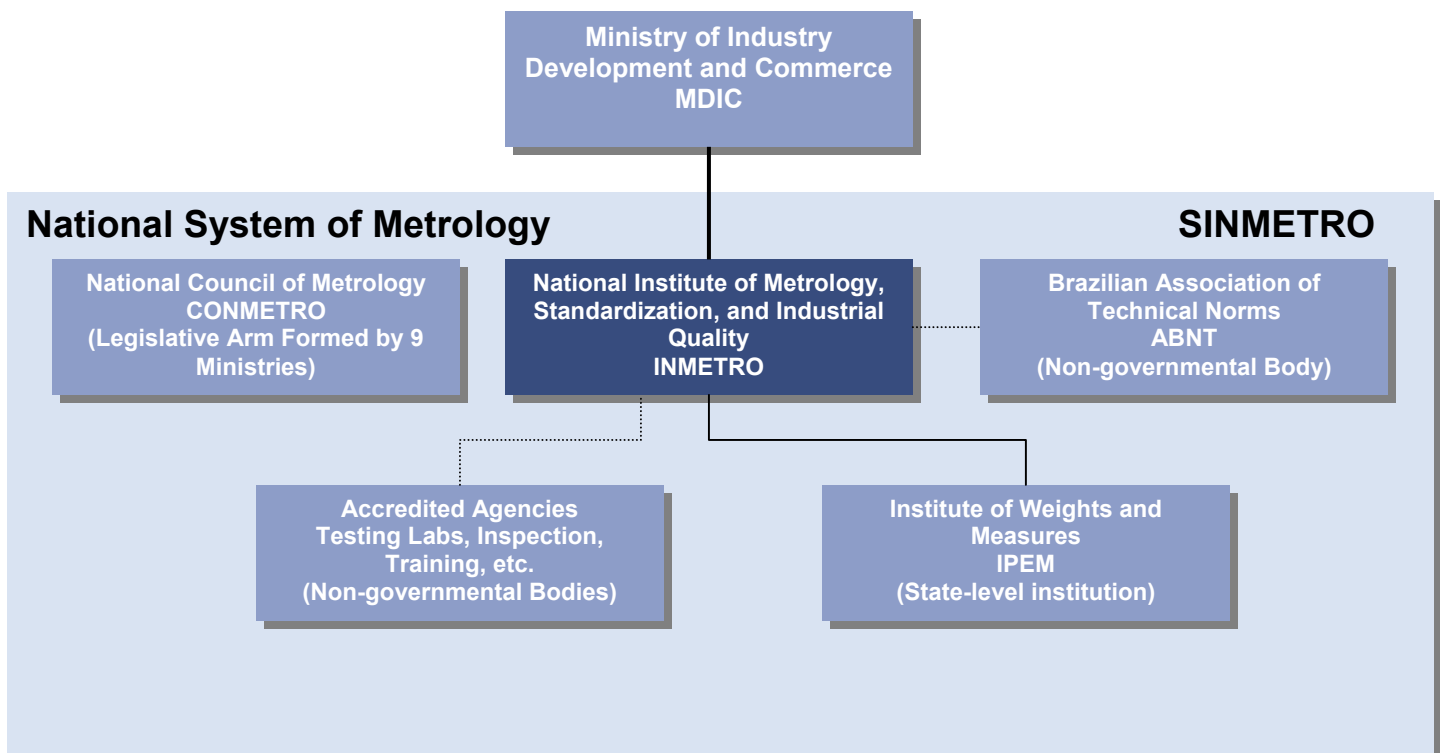 Ministry of Industry
Development and Commerce
MDIC
National System of Metrology
SINMETRO
National Council of Metrology
CONMETRO
(Legislative Arm Formed by 9
Ministries)
National Institute of Metrology,
Standardization, and Industrial
Quality
INMETRO
Brazilian Association of
Technical Norms
ABNT
(Non-governmental Body)
Accredited Agencies
Testing Labs, Inspection,
Training, etc.
(Non-governmental Bodies)
Institute of Weights and
Measures
IPEM
(State-level institution)